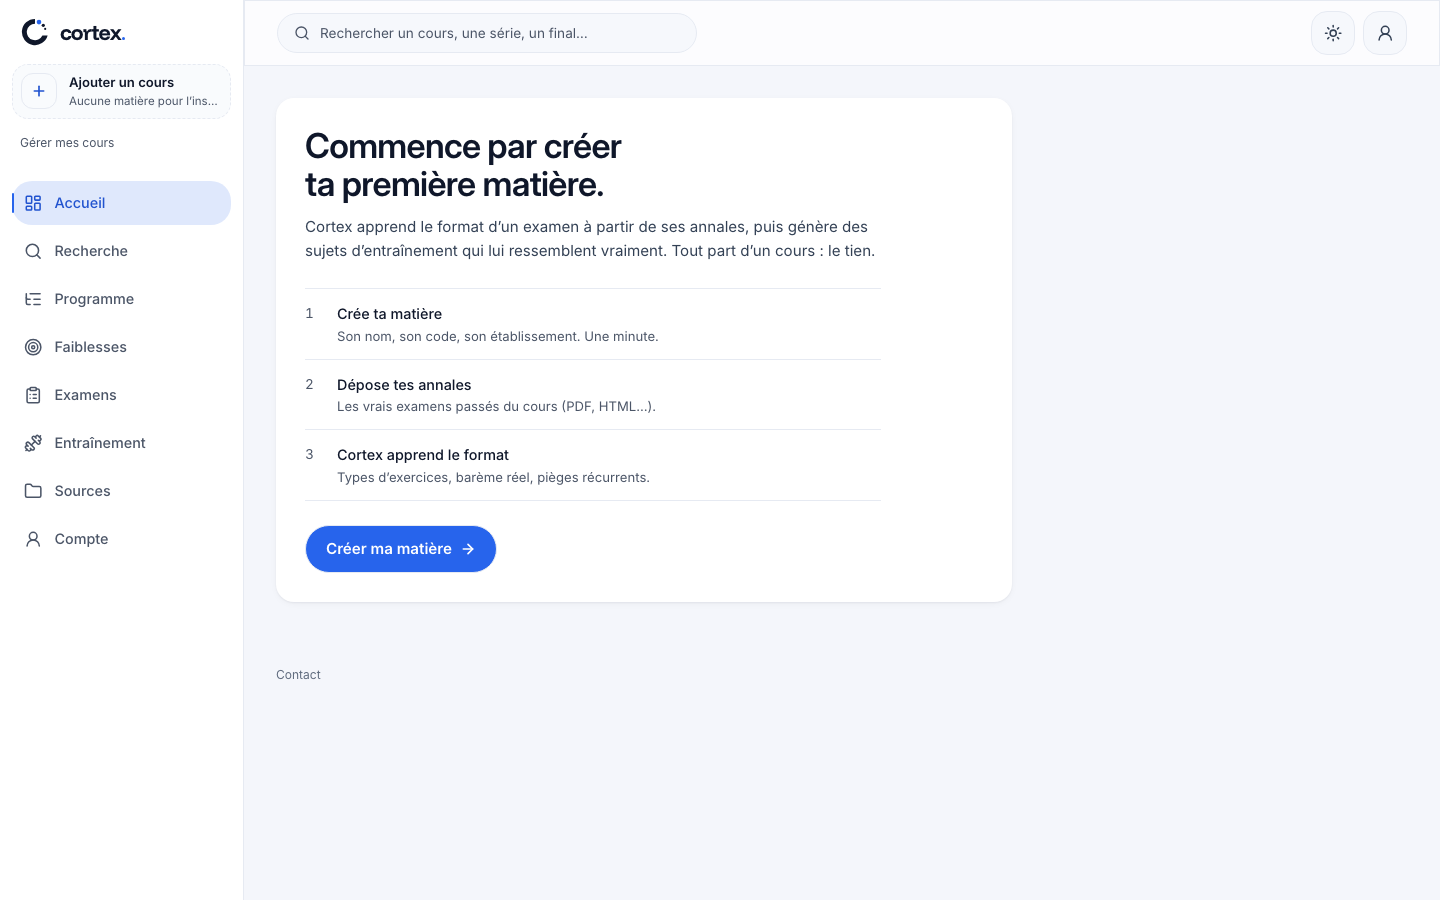 cortex.
Ajouter un cours
Aucune matière pour l’ins…
Gérer mes cours
Accueil
Recherche
Programme
Faiblesses
Examens
Entraînement
Sources
Compte
Rechercher un cours, une série, un final…
Commence par créer
ta première matière.
Cortex apprend le format d’un examen à partir de ses annales, puis génère des
sujets d’entraînement qui lui ressemblent vraiment. Tout part d’un cours : le tien.
1 Crée ta matière
Son nom, son code, son établissement. Une minute.
2 Dépose tes annales
Les vrais examens passés du cours (PDF, HTML…).
3 Cortex apprend le format
Types d’exercices, barème réel, pièges récurrents.
Créer ma matière →
Contact